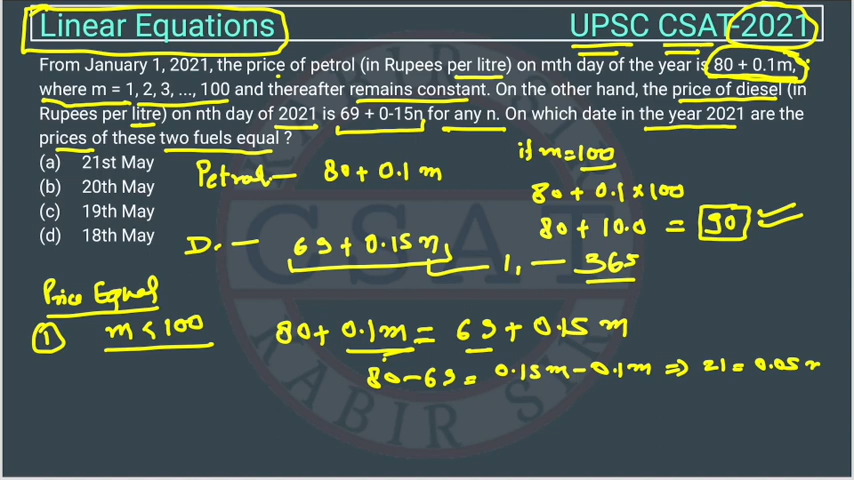 Linear Equations UPSC CSAT-2021
From January 1, 2021, the price of petrol (in Rupees per litre) on mth day of the year is 80 + 0.1m,
where m = 1, 2, 3, ..., 100 and thereafter remains constant. On the other hand, the price of diesel (in
Rupees per litre) on nth day of 2021 is 69 + 0-15n for any n. On which date in the year 2021 are the
prices of these two fuels equal ?
(a) 21st May
(b) 20th May
(c) 19th May
(d) 18th May
Petrol — 80 + 0.1 m
if m=100
80 + 0.1 × 100
80 + 10.0 = 90
D. — 69 + 0.15 n 1, — 365
Price Equal
① m < 100 80 + 0.1m = 69 + 0.15 m
80 - 69 = 0.15m - 0.1m ⇒ 21 = 0.05
CSAT
KABIR SIR